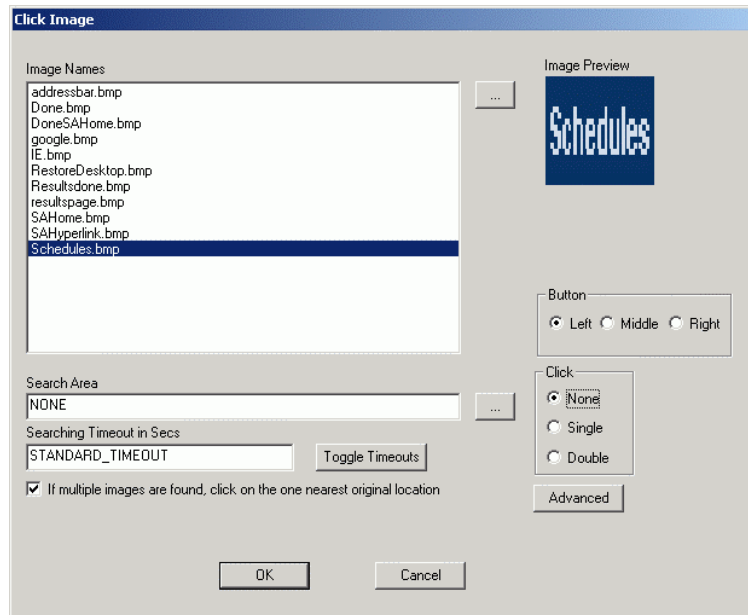 Click Image
Image Names
addressbar.bmp
Done.bmp
DoneSAHome.bmp
google.bmp
IE.bmp
RestoreDesktop.bmp
Resultsdone.bmp
resultspage.bmp
SAHome.bmp
SAHyperlink.bmp
Schedules.bmp
...
Image Preview
Schedules
Button
Left Middle Right
Search Area
NONE
...
Searching Timeout in Secs
STANDARD_TIMEOUT
Toggle Timeouts
If multiple images are found, click on the one nearest original location
Click
None
Single
Double
Advanced
OK
Cancel